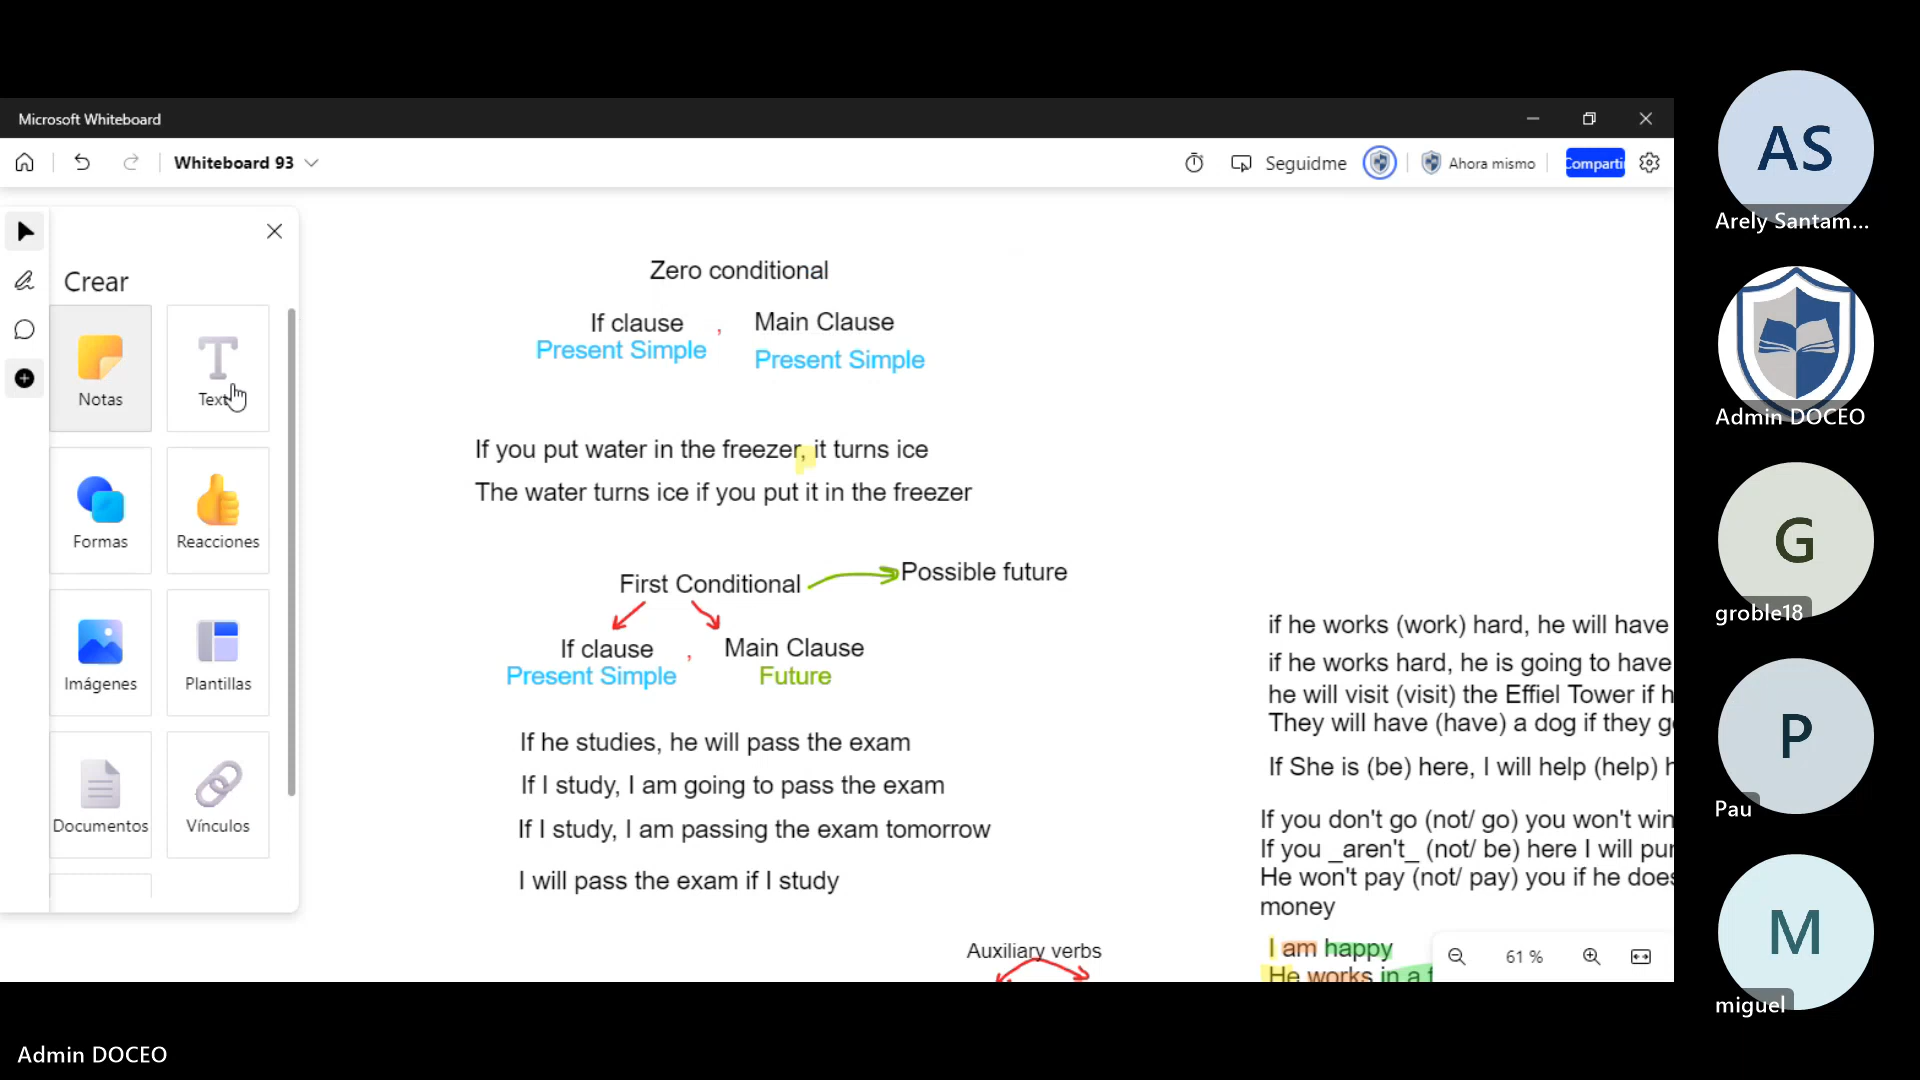 Microsoft Whiteboard
Whiteboard 93
Seguidme
Ahora mismo
Comparti
Crear
Notas
Text
Formas
Reacciones
Imágenes
Plantillas
Documentos
Vínculos
Zero conditional
If clause , Main Clause
Present Simple Present Simple
If you put water in the freezer, it turns ice
The water turns ice if you put it in the freezer
First Conditional Possible future
If clause , Main Clause
Present Simple Future
If he studies, he will pass the exam
If I study, I am going to pass the exam
If I study, I am passing the exam tomorrow
I will pass the exam if I study
Auxiliary verbs
if he works (work) hard, he will have
if he works hard, he is going to have
he will visit (visit) the Effiel Tower if h
They will have (have) a dog if they g
If She is (be) here, I will help (help) h
If you don't go (not/ go) you won't win
If you _aren't_ (not/ be) here I will pu
He won't pay (not/ pay) you if he does
money
I am happy
He works in a f
61 %
AS
Arely Santam...
Admin DOCEO
G
groble18
P
Pau
M
miguel
Admin DOCEO